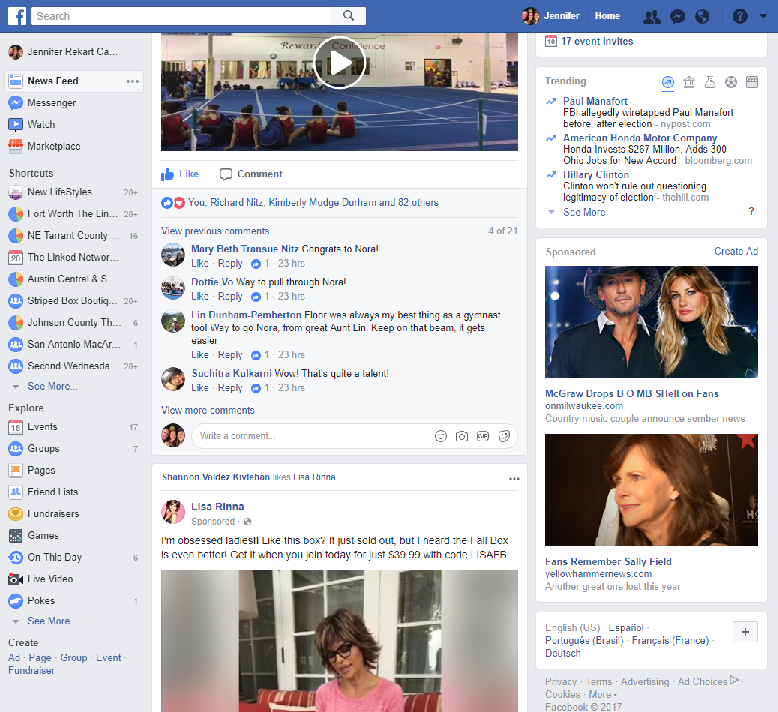 f
Search
Jennifer
Home
?
Jennifer Rekart Ca...
News Feed
Messenger
Watch
Marketplace
Shortcuts
New LifeStyles 20+
Fort Worth The Lin... 20+
NE Tarrant County ... 16
The Linked Networ...
Austin Central & S...
Striped Box Boutiq... 20+
Johnson County Th... 6
San Antonio MacAr... 1
Second Wednesda... 20+
See More...
Explore
Events 17
Groups 7
Pages
Friend Lists
Fundraisers
Games
On This Day 6
Live Video
Pokes 1
See More
Create
Ad · Page · Group · Event ·
Fundraiser
Reward Confidence
Like Comment
You, Richard Nitz, Kimberly Mudge Durham and 82 others
View previous comments 4 of 21
Mary Beth Transue Nitz Congrats to Nora!
Like · Reply · 1 · 23 hrs
Dottie Vo Way to pull through Nora!
Like · Reply · 1 · 23 hrs
Lin Dunham-Pemberton Floor was always my best thing as a gymnast
too! Way to go Nora, from great Aunt Lin. Keep on that beam, it gets
easier
Like · Reply · 1 · 23 hrs
Suchitra Kulkarni Wow! That's quite a talent!
Like · Reply · 1 · 23 hrs
View more comments
Write a comment...
GIF
Shannon Valdez Kivlehan likes Lisa Rinna
Lisa Rinna
Sponsored ·
I'm obsessed ladies!! Like this box? It just sold out, but I heard the Fall Box
is even better! Get it when you join today for just $39.99 with code LISAFB
17 event invites
Trending
Paul Manafort
FBI allegedly wiretapped Paul Manafort
before, after election - nypost.com
American Honda Motor Company
Honda Invests $267 Million, Adds 300
Ohio Jobs for New Accord - bloomberg.com
Hillary Clinton
Clinton won't rule out questioning
legitimacy of election - thehill.com
See More ?
Sponsored Create Ad
McGraw Drops B O MB SHell on Fans
onmilwaukee.com
Country music couple announce somber news
Fans Remember Sally Field
yellowhammernews.com
Another great one lost this year
English (US) · Español ·
Português (Brasil) · Français (France) ·
Deutsch
+
Privacy · Terms · Advertising · Ad Choices ·
Cookies · More
Facebook © 2017